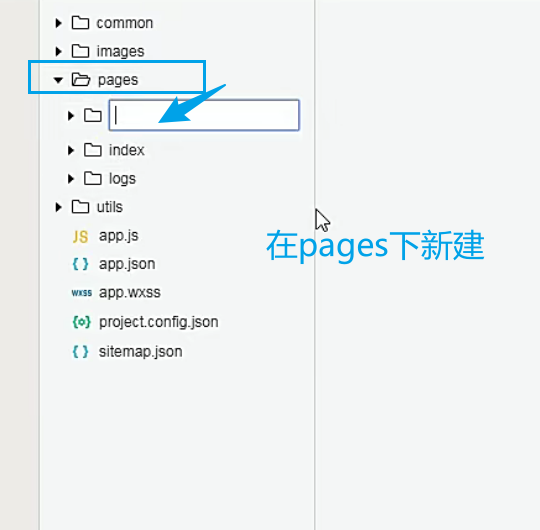 common
images
pages
index
logs
utils
JS app.js
{ } app.json
wxss app.wxss
{o} project.config.json
{ } sitemap.json
在pages下新建